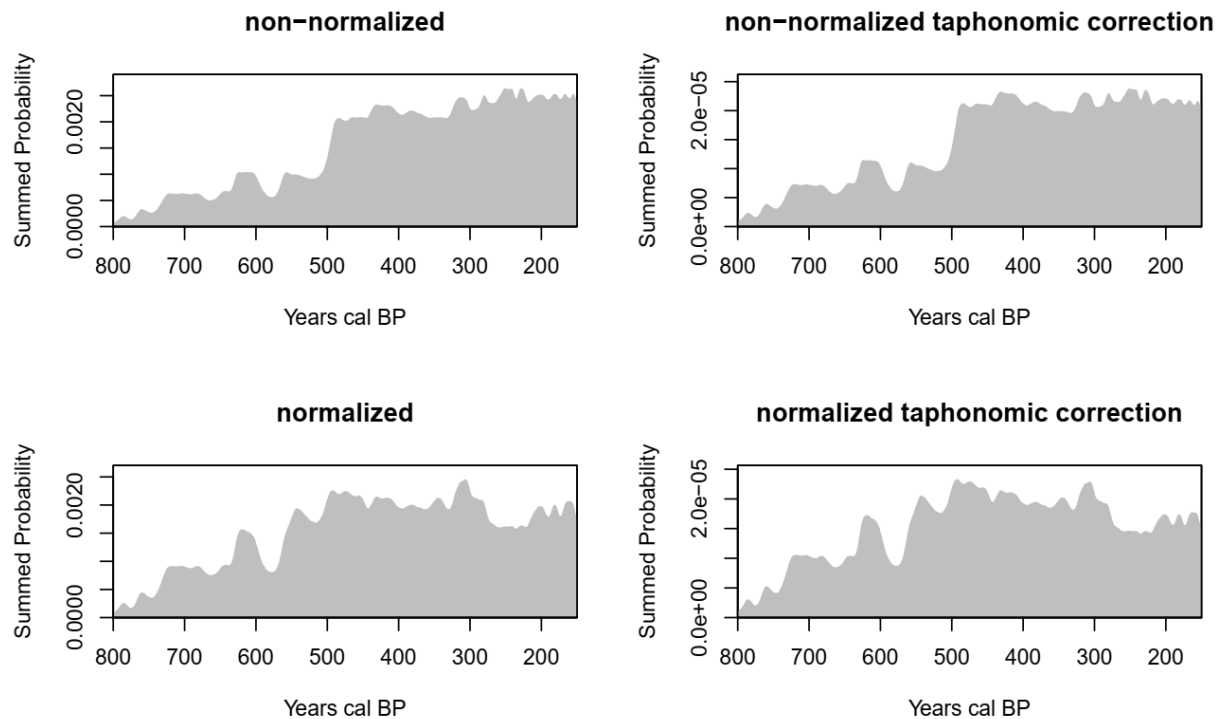 non−normalized
Summed Probability
0.0020
0.0000
800 700 600 500 400 300 200
Years cal BP
non−normalized taphonomic correction
Summed Probability
2.0e−05
0.0e+00
800 700 600 500 400 300 200
Years cal BP
normalized
Summed Probability
0.0020
0.0000
800 700 600 500 400 300 200
Years cal BP
normalized taphonomic correction
Summed Probability
2.0e−05
0.0e+00
800 700 600 500 400 300 200
Years cal BP